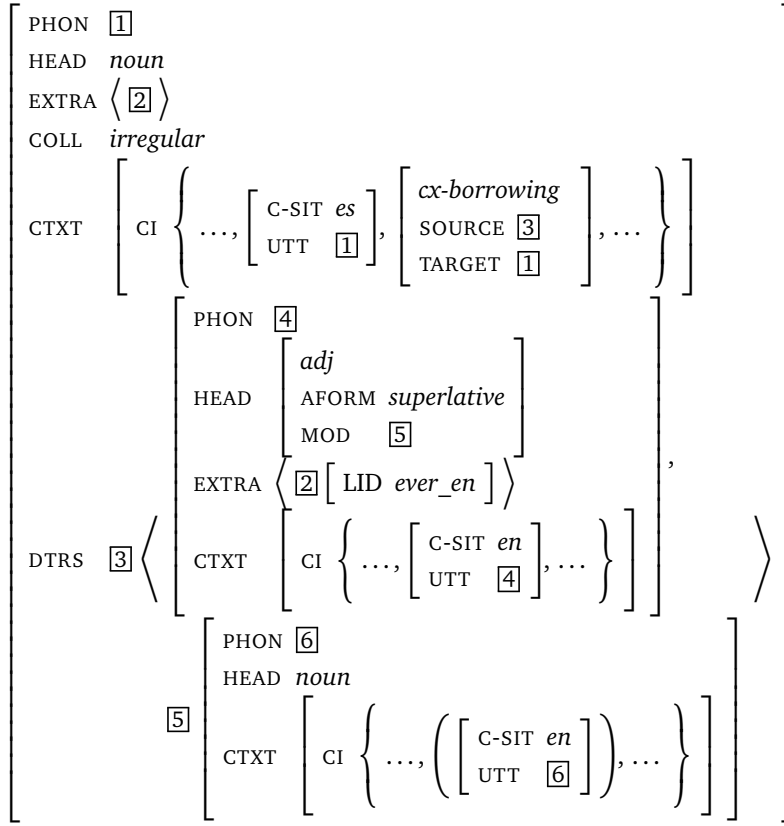 PHON 1
HEAD noun
EXTRA ⟨ 2 ⟩
COLL irregular
CTXT [ CI { …, [ C-SIT es
UTT 1 ], [ cx-borrowing
SOURCE 3
TARGET 1 ], … } ]
DTRS 3 ⟨ [ PHON 4
HEAD [ adj
AFORM superlative
MOD 5 ]
EXTRA ⟨ 2 [ LID ever_en ] ⟩
CTXT [ CI { …, [ C-SIT en
UTT 4 ], … } ] ],
5 [ PHON 6
HEAD noun
CTXT [ CI { …, ( [ C-SIT en
UTT 6 ] ), … } ] ] ⟩